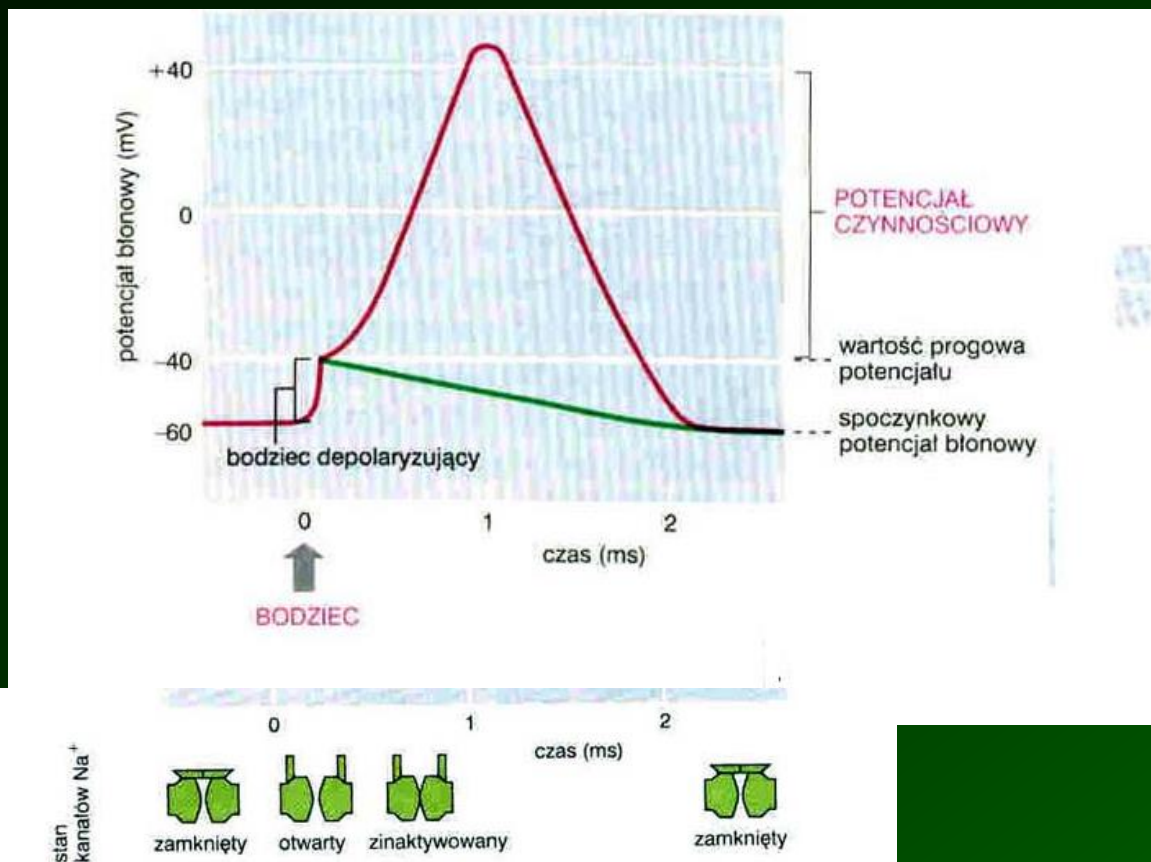 potencjał błonowy (mV)
+40
0
–40
–60
bodziec depolaryzujący
POTENCJAŁ
CZYNNOŚCIOWY
wartość progowa
potencjału
spoczynkowy
potencjał błonowy
0 1 2
czas (ms)
BODZIEC
0 1 2
czas (ms)
stan
kanałów Na⁺
zamknięty otwarty zinaktywowany zamknięty